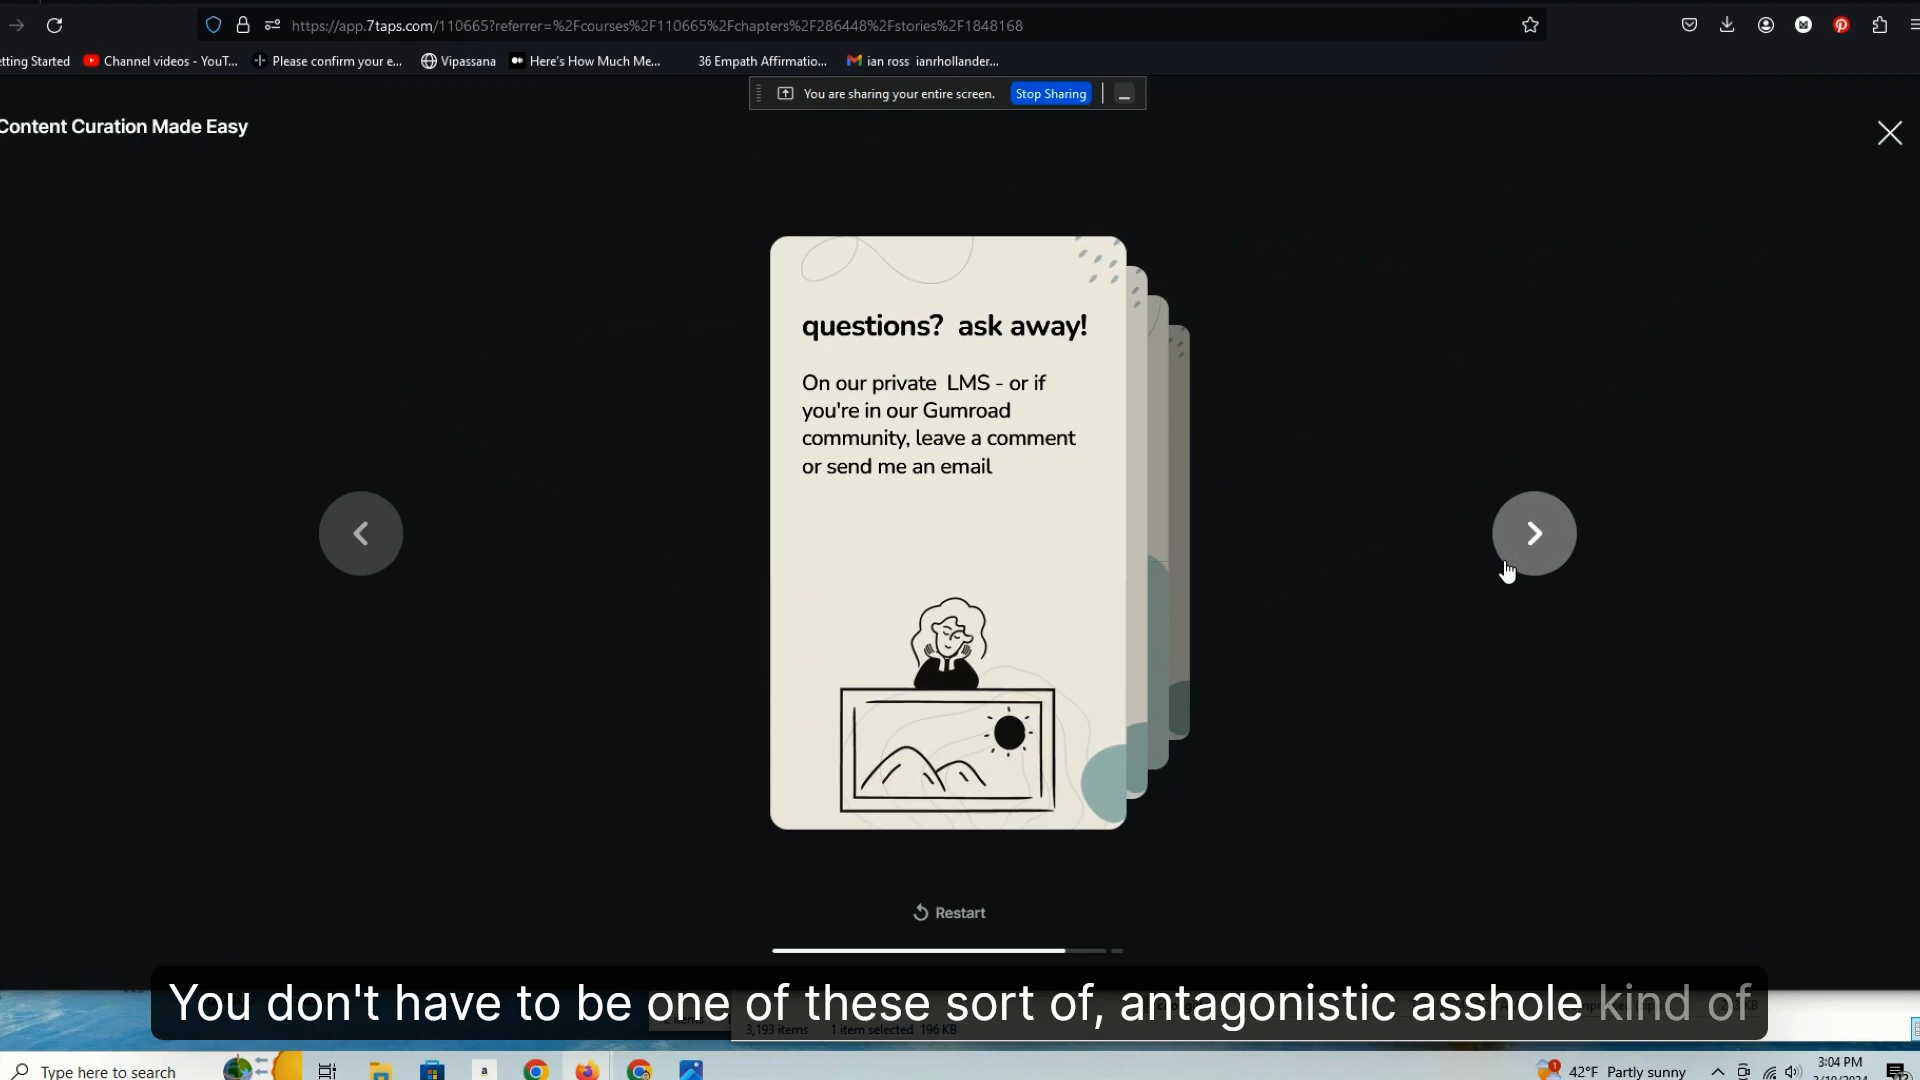 https://app.7taps.com/110665?referrer=%2Fcourses%2F110665%2Fchapters%2F286448%2Fstories%2F1848168
etting Started
Channel videos - YouT...
Please confirm your e...
Vipassana
Here's How Much Me...
36 Empath Affirmatio...
ian ross ianrhollander...
You are sharing your entire screen.
Stop Sharing
Content Curation Made Easy
questions? ask away!
On our private LMS - or if
you're in our Gumroad
community, leave a comment
or send me an email
Restart
You don't have to be one of these sort of, antagonistic asshole kind of
3,193 items 1 item selected 196 KB
Type here to search
42°F Partly sunny
3:04 PM